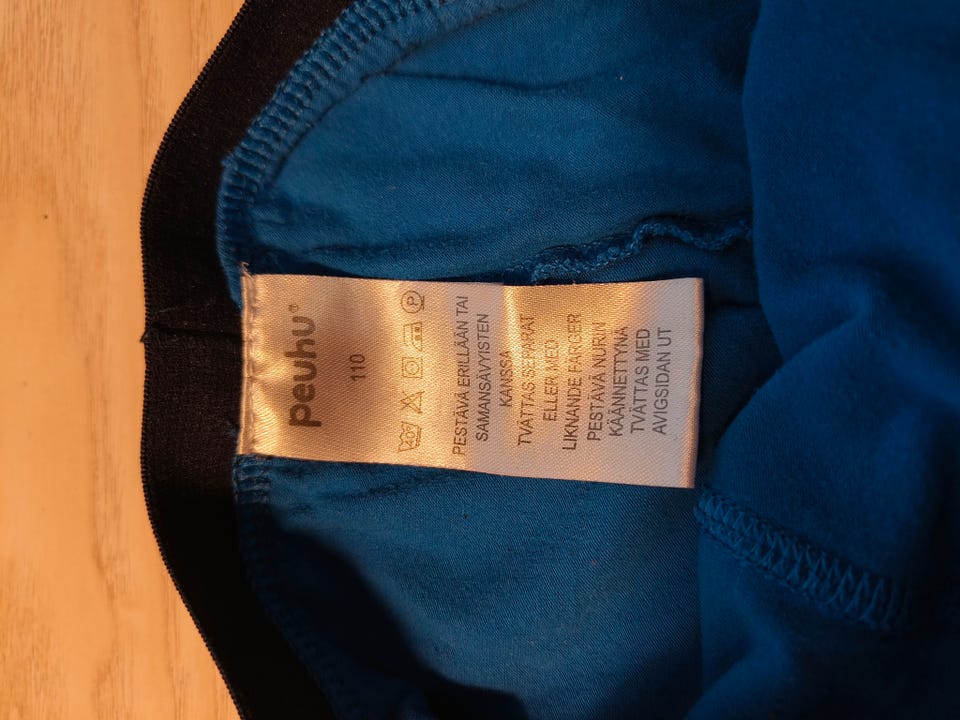 peuhu®
110
40° P
PESTÄVÄ ERILLÄÄN TAI
SAMANSÄVYISTEN
KANSSA
TVÄTTAS SEPARAT
ELLER MED
LIKNANDE FÄRGER
PESTÄVÄ NURIN
KÄÄNNETTYNÄ
TVÄTTAS MED
AVIGSIDAN UT